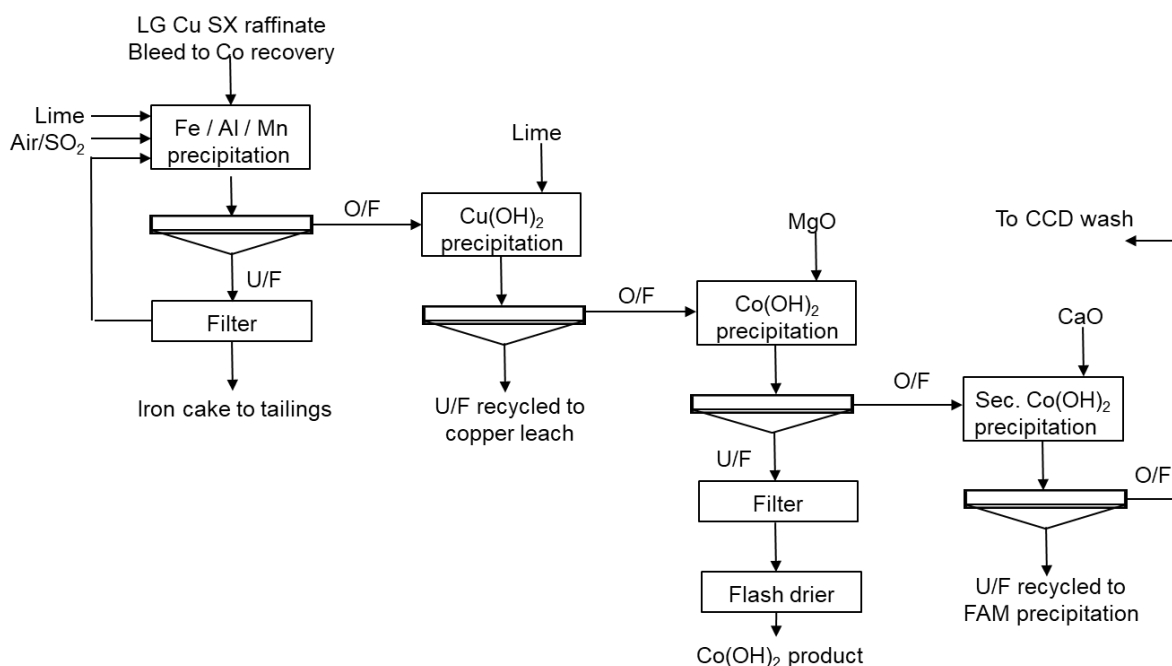 LG Cu SX raffinate
Bleed to Co recovery
Lime
Air/SO₂
Fe / Al / Mn
precipitation
O/F
U/F
Filter
Iron cake to tailings
Lime
Cu(OH)₂
precipitation
O/F
U/F recycled to
copper leach
MgO
Co(OH)₂
precipitation
O/F
U/F
Filter
Flash drier
Co(OH)₂ product
To CCD wash
CaO
Sec. Co(OH)₂
precipitation
O/F
U/F recycled to
FAM precipitation